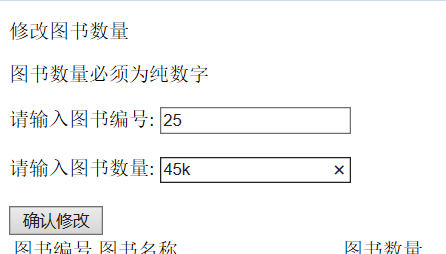 修改图书数量
图书数量必须为纯数字
请输入图书编号: 25
请输入图书数量: 45k ×
确认修改
图书编号 图书名称 图书数量